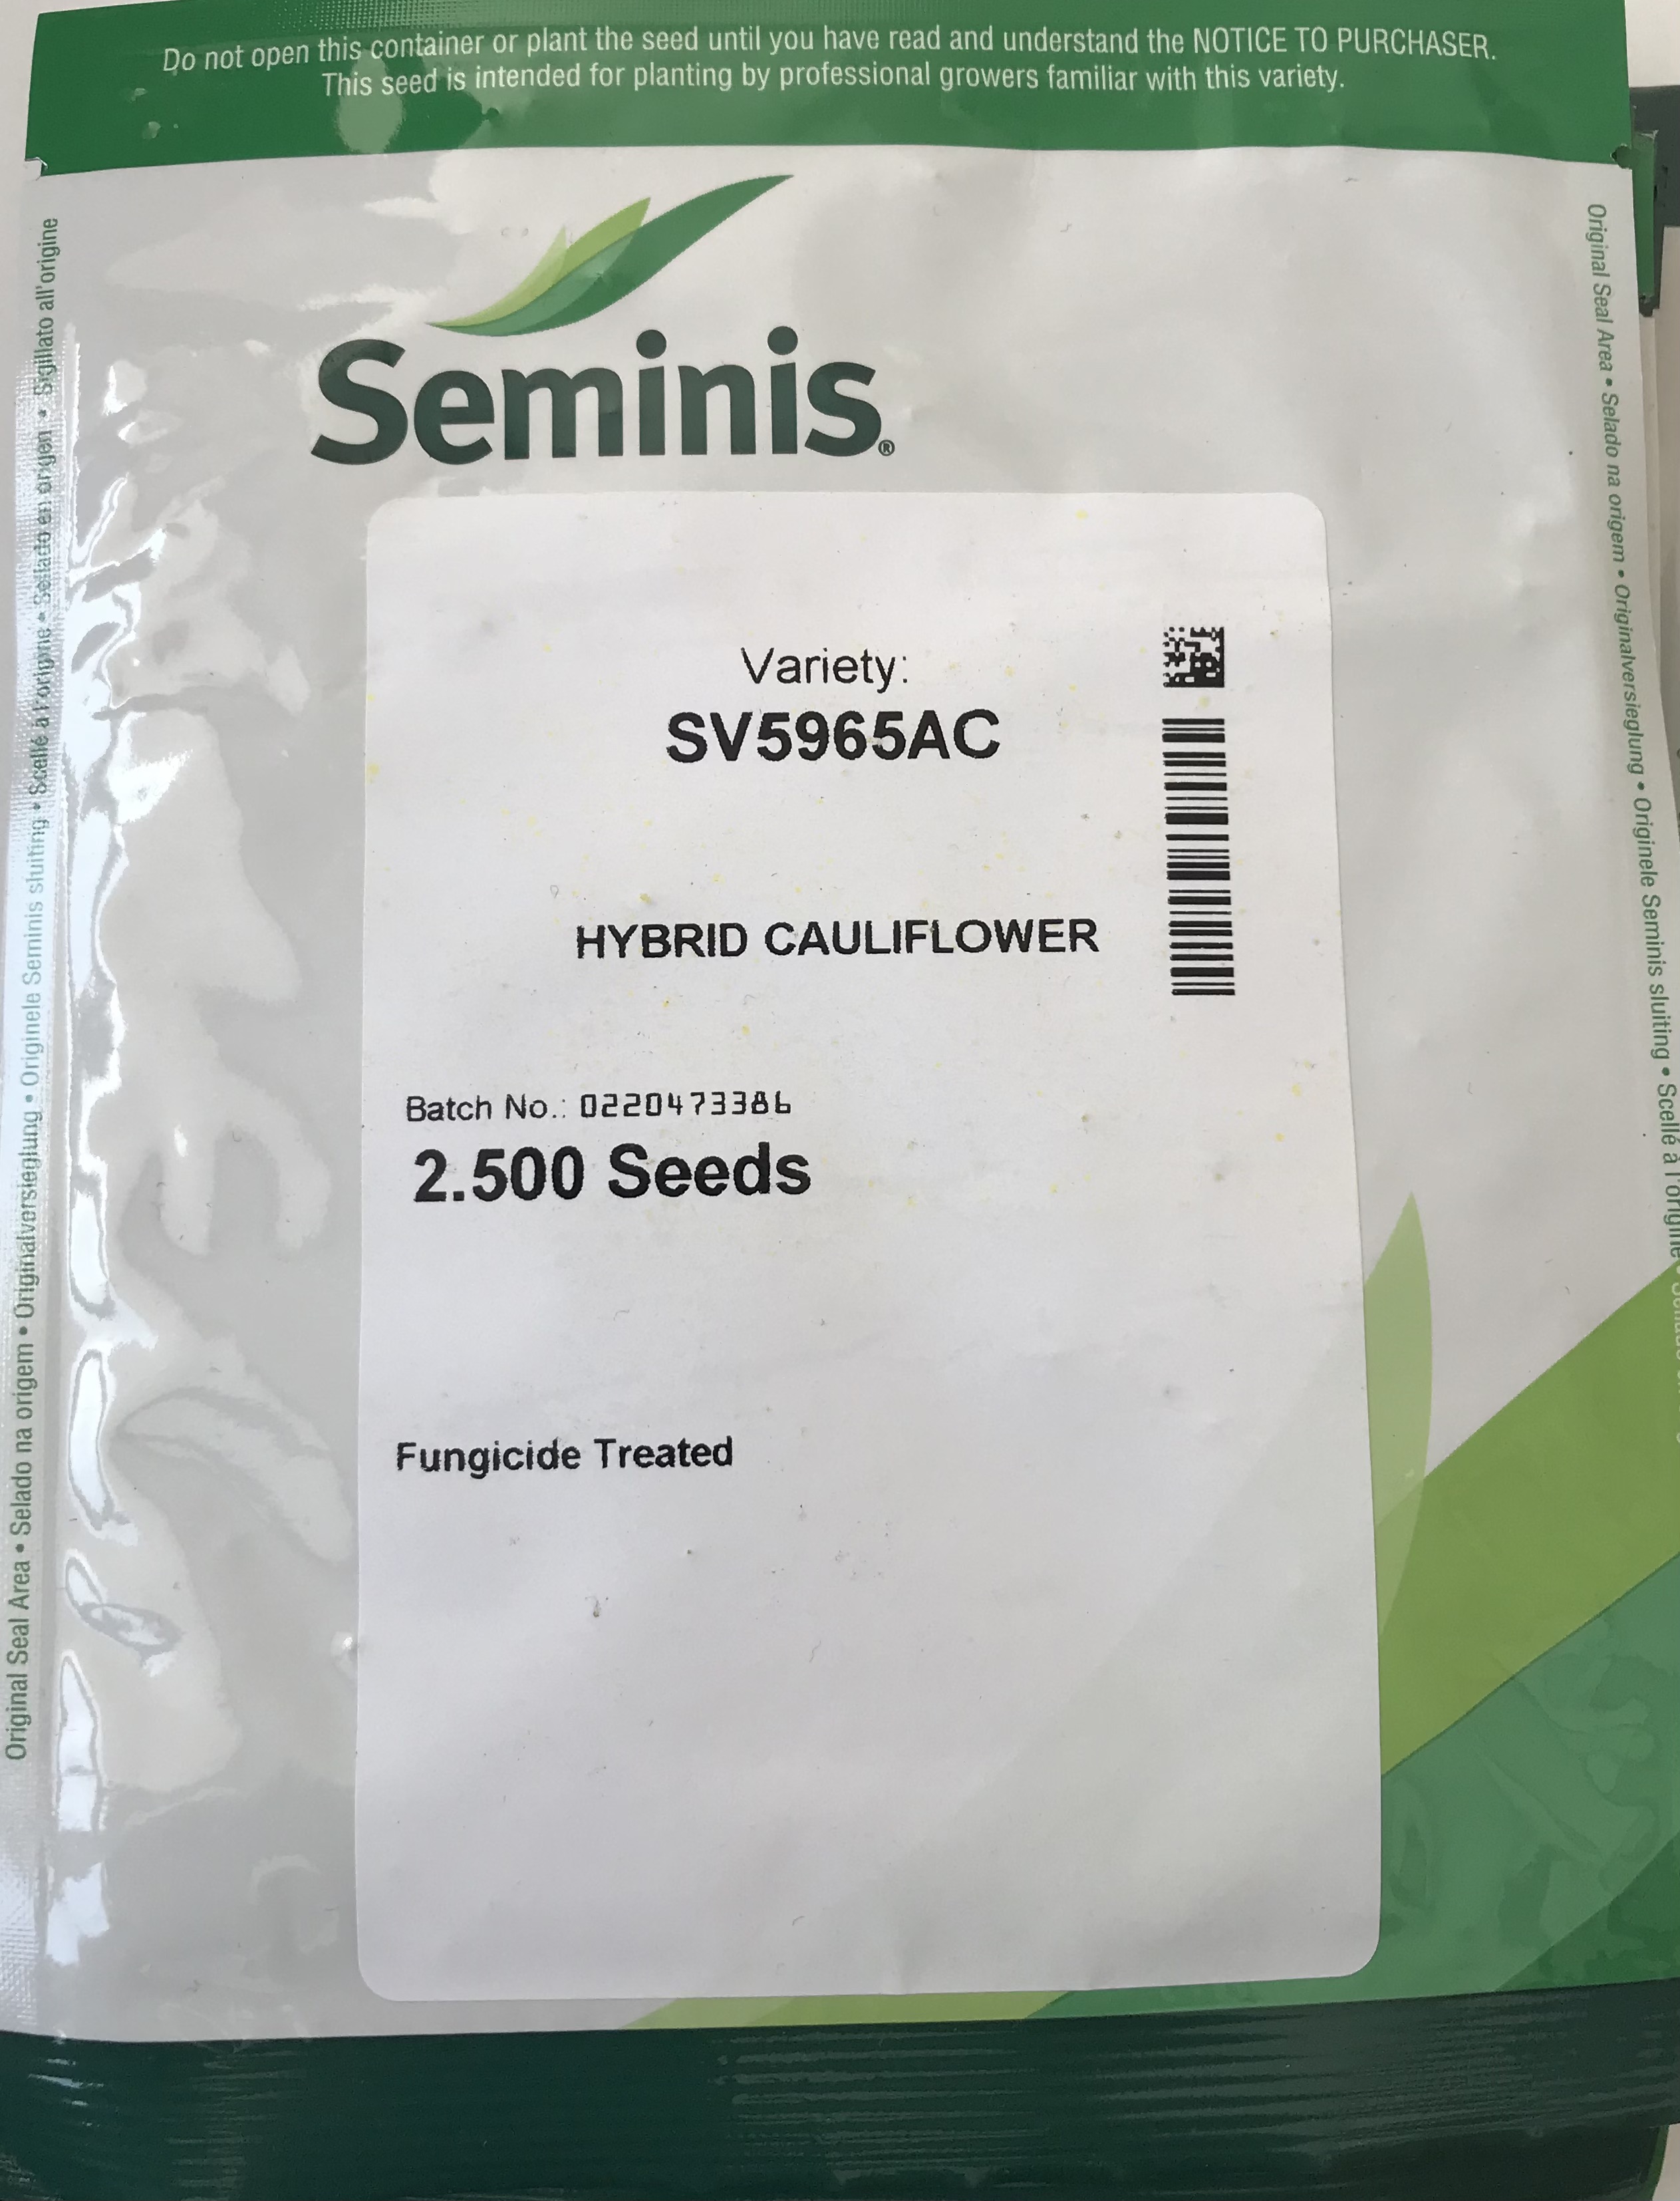 Do not open this container or plant the seed until you have read and understand the NOTICE TO PURCHASER.
This seed is intended for planting by professional growers familiar with this variety.
Seminis®
Variety:
SV5965AC
HYBRID CAULIFLOWER
Batch No.: 0220473386
2.500 Seeds
Fungicide Treated
Original Seal Area • Selado na origem • Originalversieglung • Originele Seminis sluiting • Scellé à l'origine • Sellado en origen • Sigillato all'origine
Original Seal Area • Selado na origem • Originalversieglung • Originele Seminis sluiting • Scellé à l'origine •